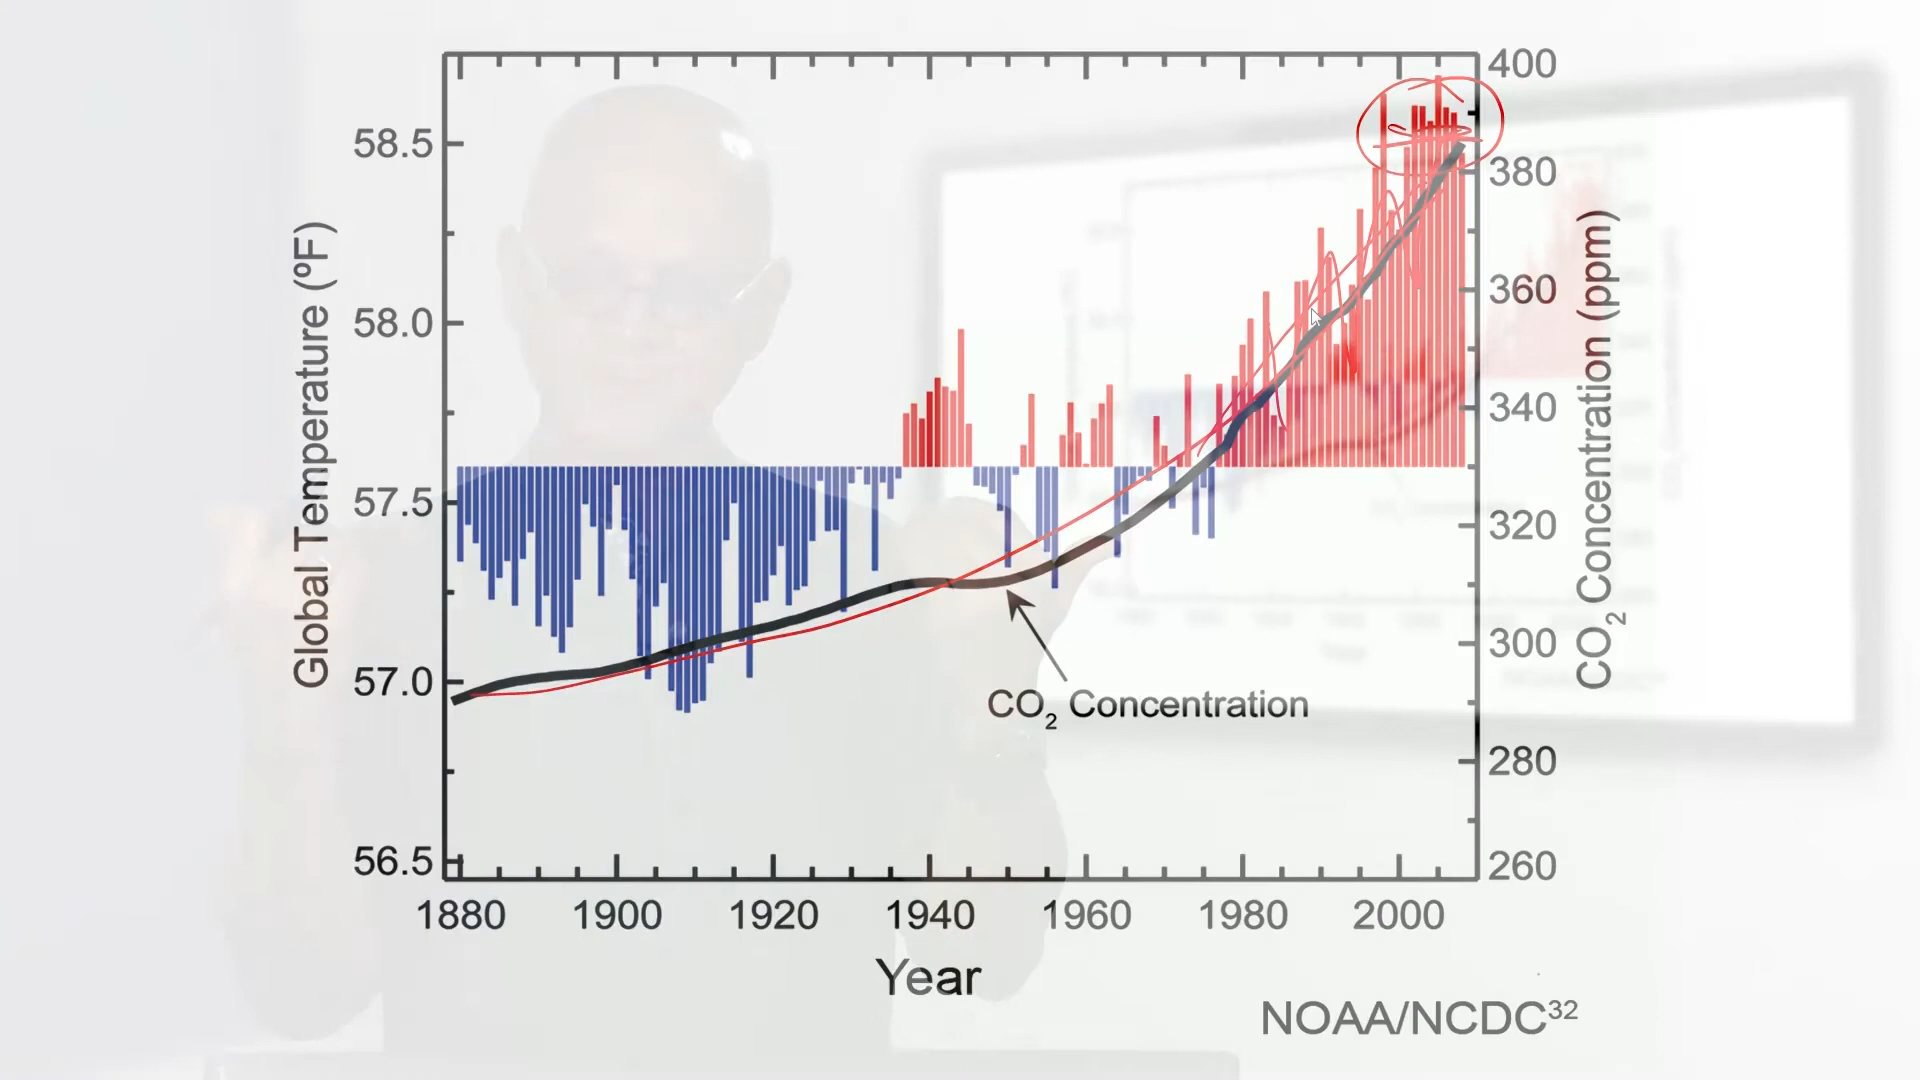 Global Temperature (ºF)
58.5
58.0
57.5
57.0
56.5
400
380
360
340
320
300
280
260
CO₂ Concentration (ppm)
CO₂ Concentration
1880 1900 1920 1940 1960 1980 2000
Year
NOAA/NCDC³²